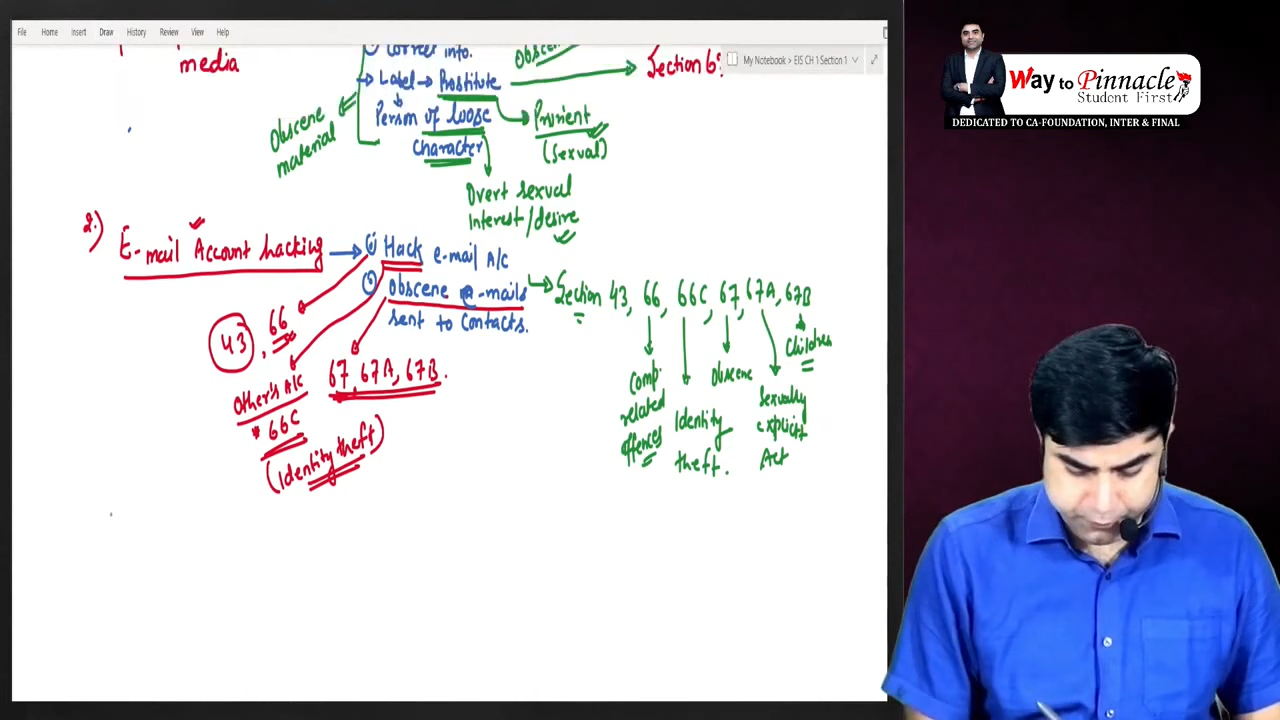 File Home Insert Draw History Review View Help
Correct info.
media
Obscene
Label → Prostitute
Section 67
My Notebook > EIS CH 1 Section 1
Person of loose
character
Prurient
(Sexual)
Obscene
material
Overt sexual
Interest/desire
2.) E-mail Account hacking → ① Hack e-mail A/c
Obscene e-mails
sent to Contacts.
Section 43, 66, 66C, 67, 67A, 67B
43, 66
67, 67A, 67B.
Other's A/c
* 66C
(Identity theft)
Comp.
related
offences
Identity
theft.
Obscene
Sexually
explicit
Act
Children
Way to Pinnacle
Student First
DEDICATED TO CA-FOUNDATION, INTER & FINAL